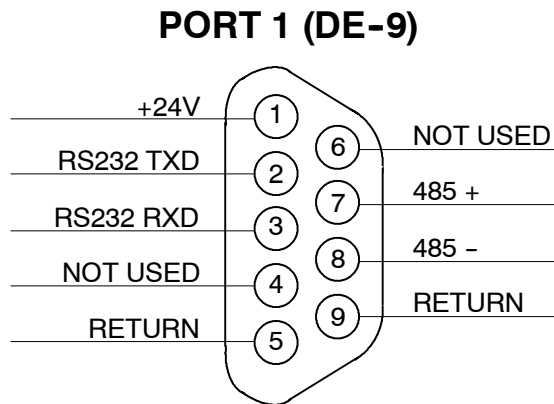 PORT 1 (DE-9)
+24V
1
RS232 TXD
2
RS232 RXD
3
NOT USED
4
RETURN
5
6
NOT USED
7
485 +
8
485 -
9
RETURN